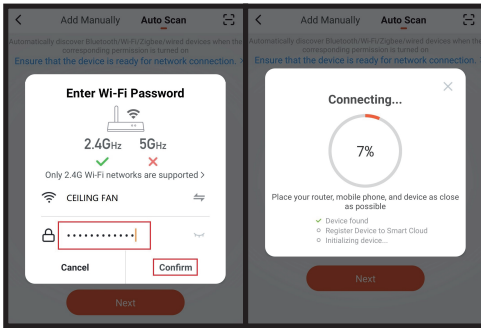 Add Manually Auto Scan
Automatically discover Bluetooth/Wi-Fi/Zigbee/wired devices when the
corresponding permission is turned on
Ensure that the device is ready for network connection. >
Enter Wi-Fi Password
2.4GHz 5GHz
Only 2.4G Wi-Fi networks are supported >
CEILING FAN
Cancel Confirm
Next
Add Manually Auto Scan
Automatically discover Bluetooth/Wi-Fi/Zigbee/wired devices when the
corresponding permission is turned on
Ensure that the device is ready for network connection. >
Connecting...
7%
Place your router, mobile phone, and device as close
as possible
Device found
Register Device to Smart Cloud
Initializing device...
Next